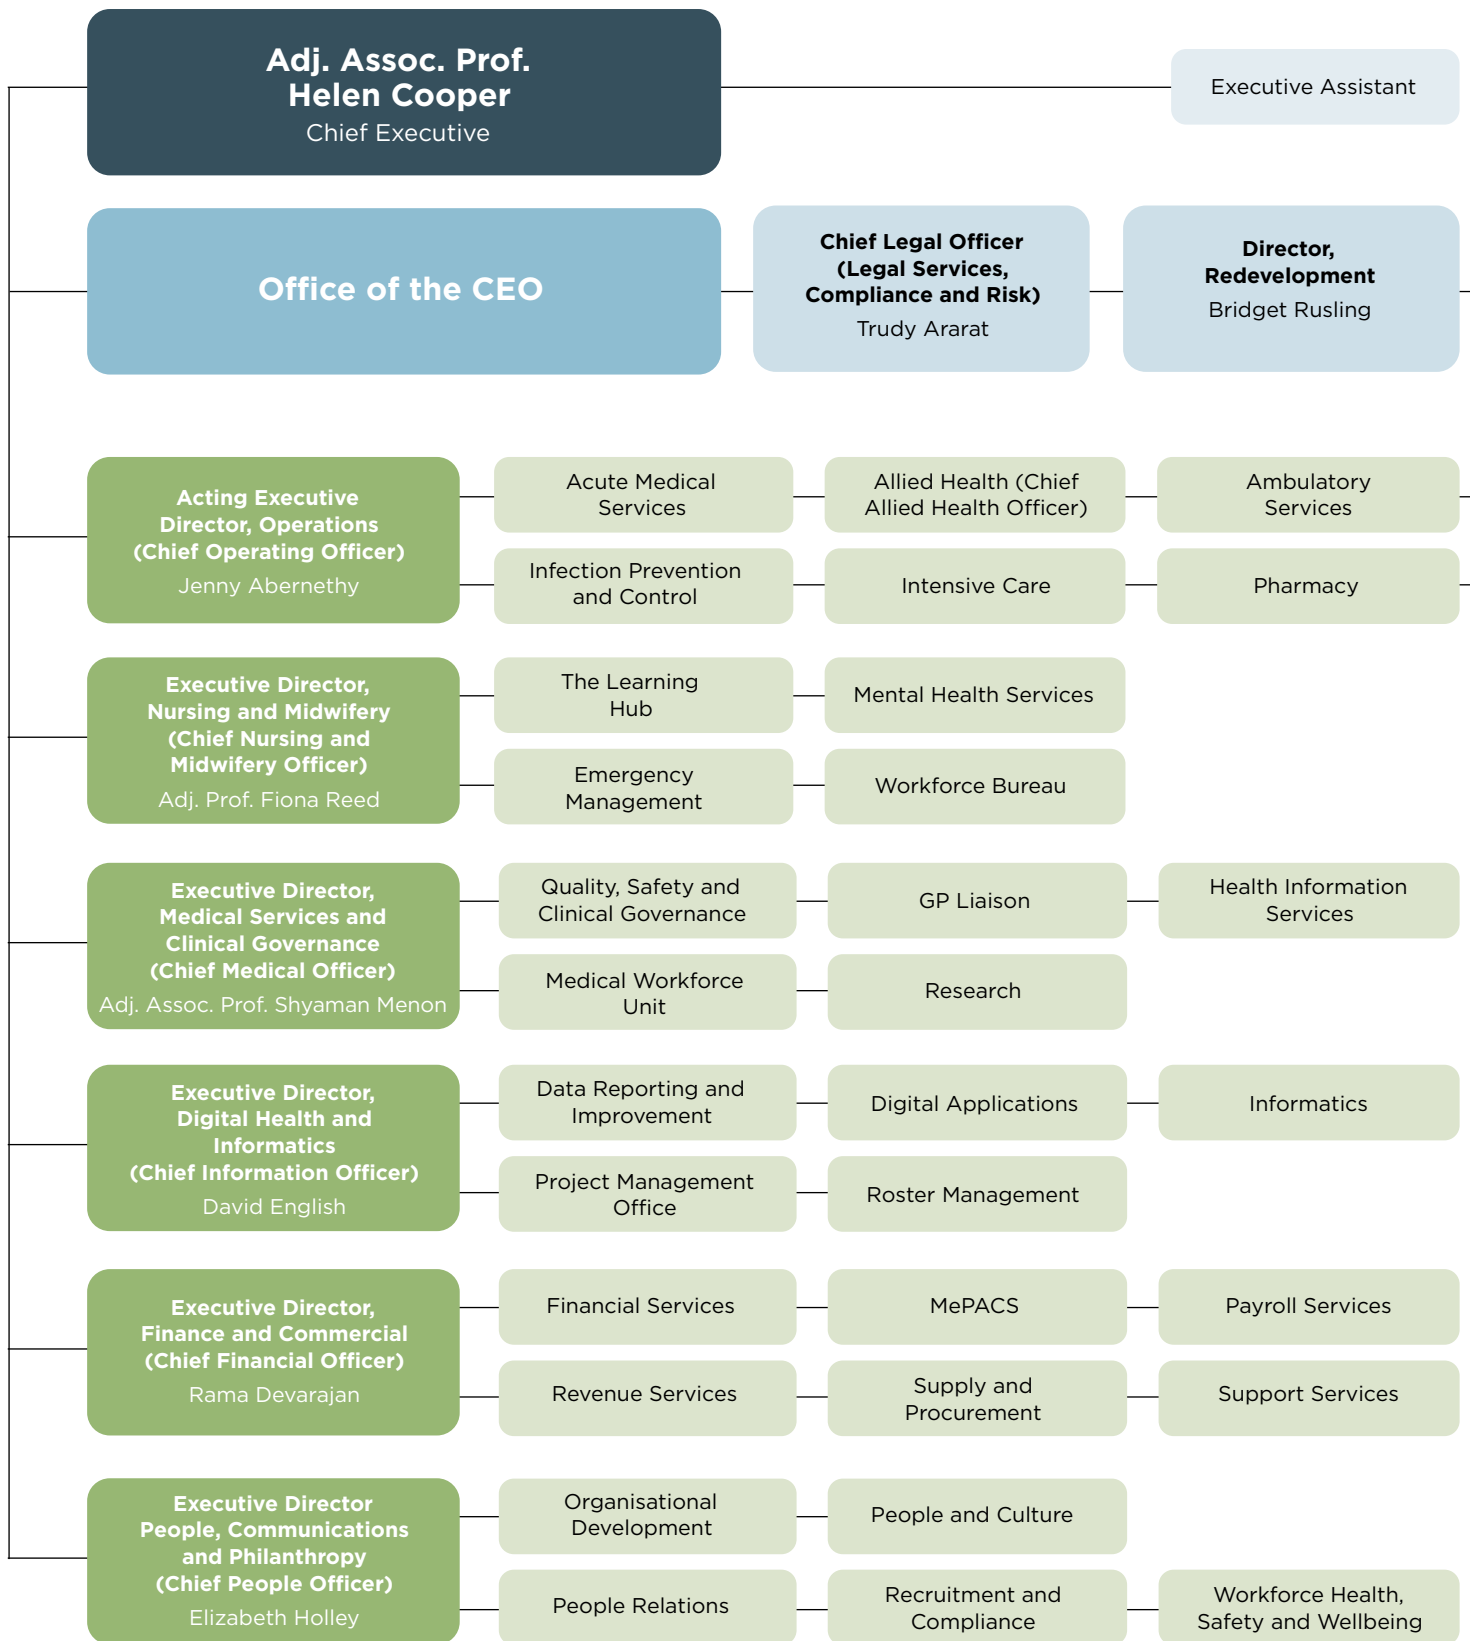 Adj. Assoc. Prof.
Helen Cooper
Chief Executive
Executive Assistant
Office of the CEO
Chief Legal Officer
(Legal Services,
Compliance and Risk)
Trudy Ararat
Director,
Redevelopment
Bridget Rusling
Acting Executive
Director, Operations
(Chief Operating Officer)
Jenny Abernethy
Acute Medical
Services
Allied Health (Chief
Allied Health Officer)
Ambulatory
Services
Infection Prevention
and Control
Intensive Care
Pharmacy
Executive Director,
Nursing and Midwifery
(Chief Nursing and
Midwifery Officer)
Adj. Prof. Fiona Reed
The Learning
Hub
Mental Health Services
Emergency
Management
Workforce Bureau
Executive Director,
Medical Services and
Clinical Governance
(Chief Medical Officer)
Adj. Assoc. Prof. Shyaman Menon
Quality, Safety and
Clinical Governance
GP Liaison
Health Information
Services
Medical Workforce
Unit
Research
Executive Director,
Digital Health and
Informatics
(Chief Information Officer)
David English
Data Reporting and
Improvement
Digital Applications
Informatics
Project Management
Office
Roster Management
Executive Director,
Finance and Commercial
(Chief Financial Officer)
Rama Devarajan
Financial Services
MePACS
Payroll Services
Revenue Services
Supply and
Procurement
Support Services
Executive Director
People, Communications
and Philanthropy
(Chief People Officer)
Elizabeth Holley
Organisational
Development
People and Culture
People Relations
Recruitment and
Compliance
Workforce Health,
Safety and Wellbeing